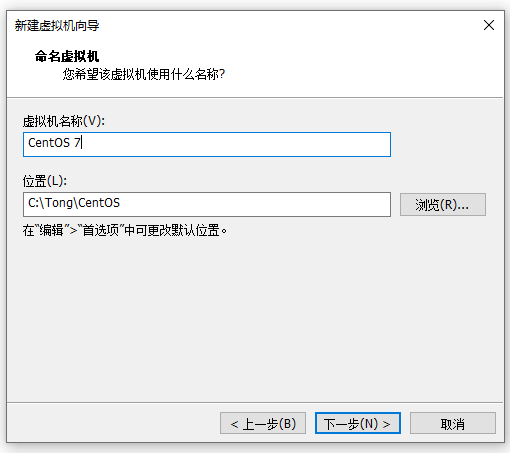 新建虚拟机向导
命名虚拟机
您希望该虚拟机使用什么名称?
虚拟机名称(V):
CentOS 7
位置(L):
C:\Tong\CentOS
浏览(R)...
在"编辑">"首选项"中可更改默认位置。
< 上一步(B)
下一步(N) >
取消